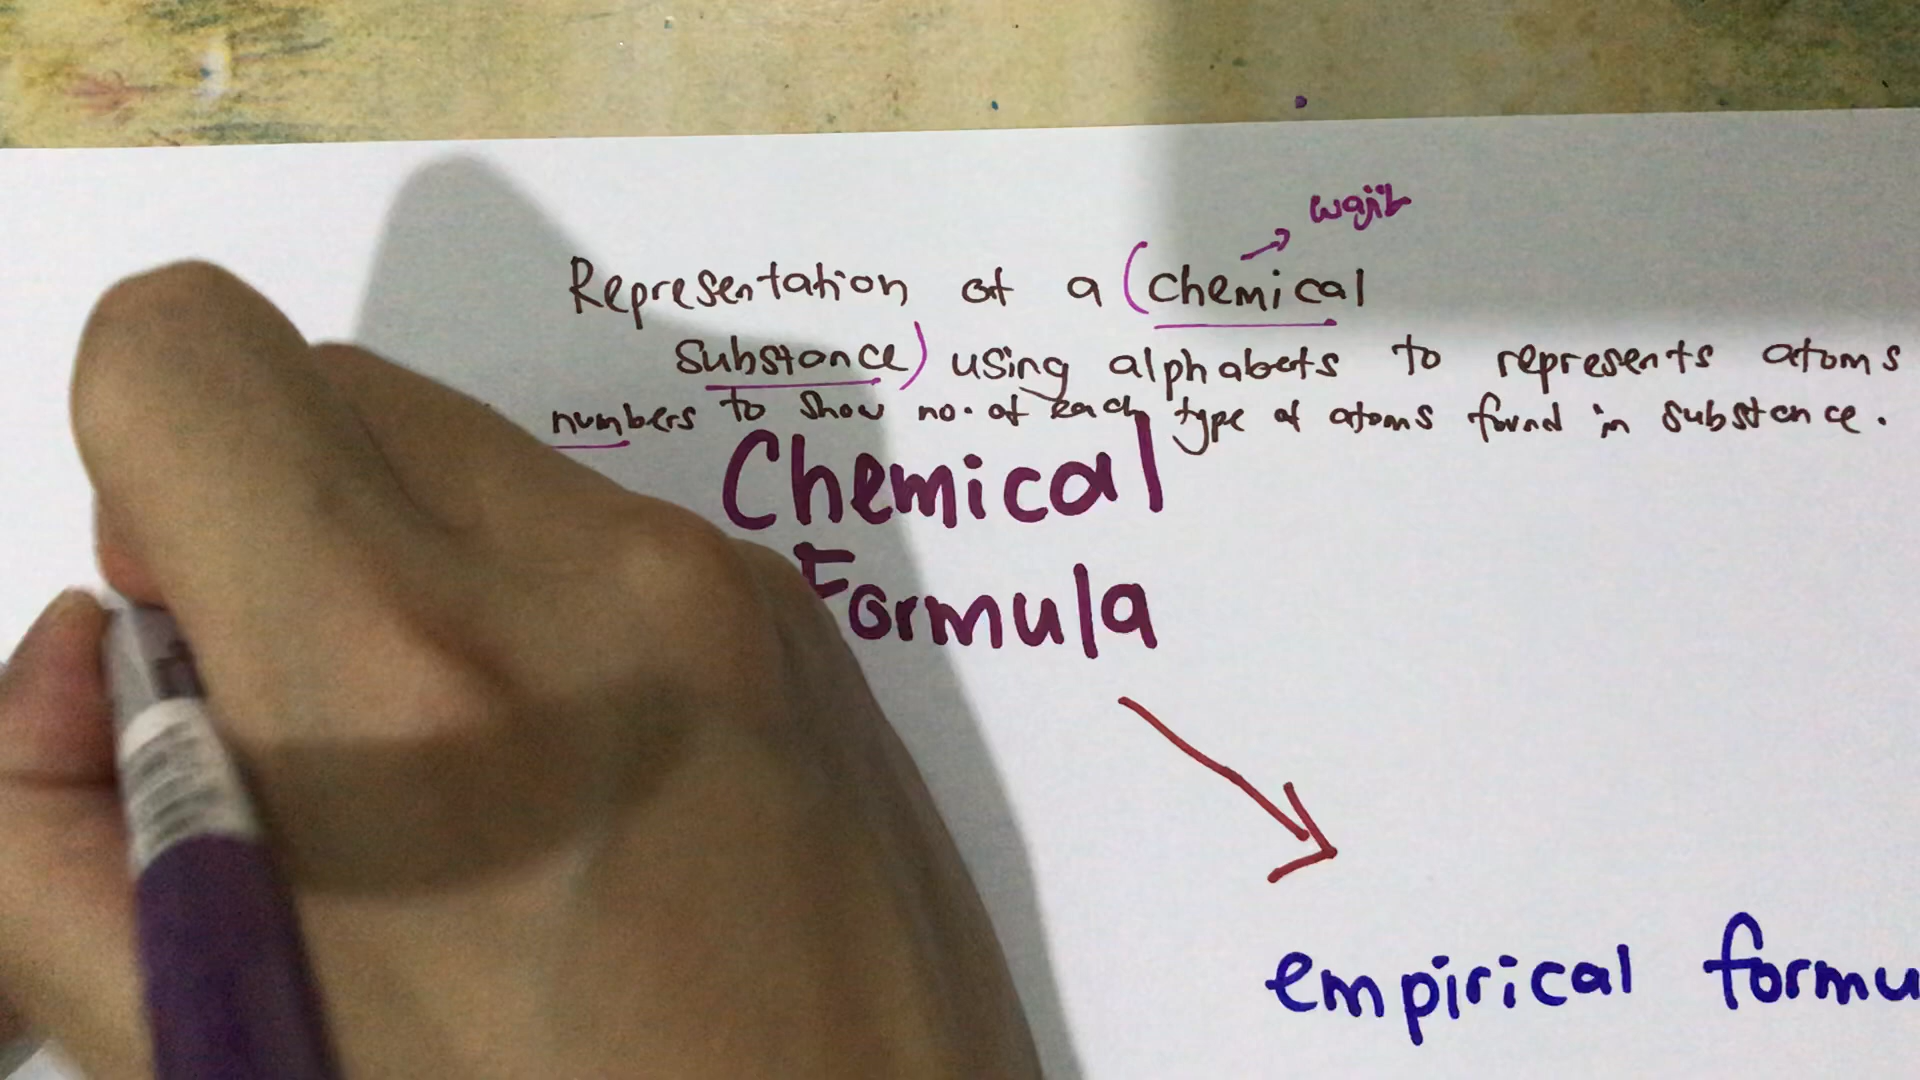 wajib
Representation of a (chemical
substance) using alphabets to represents atoms
numbers to show no. of each type of atoms found in substance.
Chemical
Formula
empirical formu